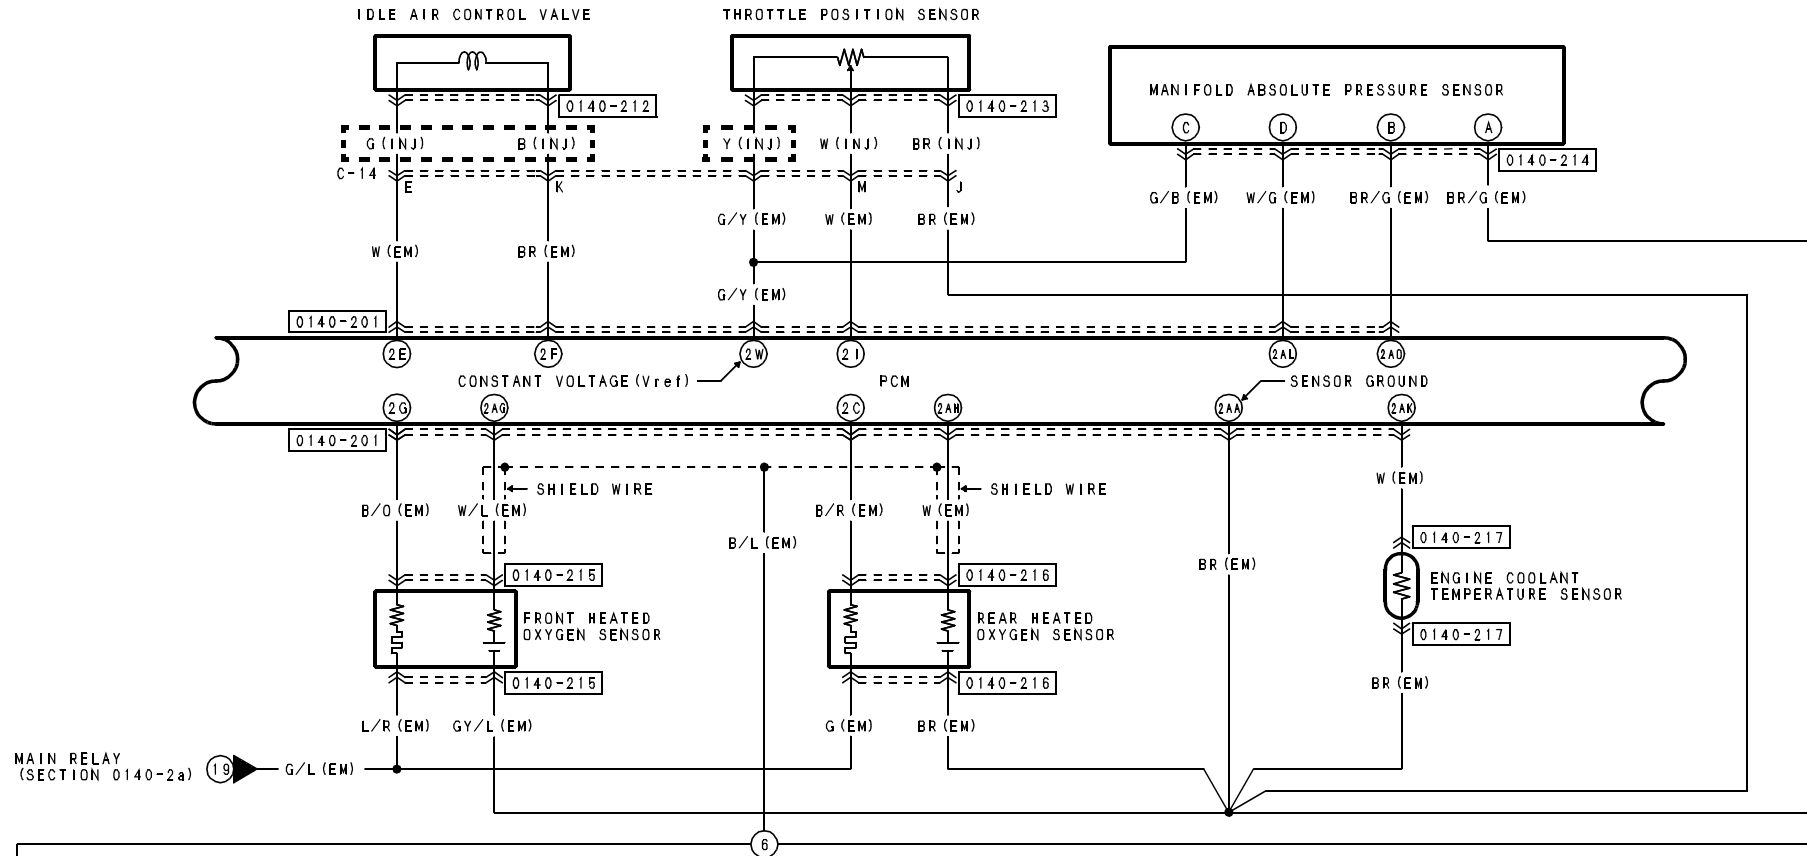 IDLE AIR CONTROL VALVE
THROTTLE POSITION SENSOR
MANIFOLD ABSOLUTE PRESSURE SENSOR
0140-212
0140-213
C D B A
0140-214
G(INJ) B(INJ) Y(INJ) W(INJ) BR(INJ)
C-14 E K M J
G/B(EM) W/G(EM) BR/G(EM) BR/G(EM)
G/Y(EM) W(EM) BR(EM)
W(EM) BR(EM)
G/Y(EM)
0140-201
2E 2F 2W 2I 2AL 2AO
CONSTANT VOLTAGE(Vref) PCM SENSOR GROUND
2G 2AG 2C 2AH 2AA 2AK
0140-201
W(EM)
SHIELD WIRE SHIELD WIRE
B/O(EM) W/L(EM) B/R(EM) W(EM)
B/L(EM)
0140-217
BR(EM)
0140-215 0140-216
ENGINE COOLANT
TEMPERATURE SENSOR
FRONT HEATED
OXYGEN SENSOR
REAR HEATED
OXYGEN SENSOR
0140-217
0140-215 0140-216
BR(EM)
L/R(EM) GY/L(EM) G(EM) BR(EM)
MAIN RELAY
(SECTION 0140-2a) 19 G/L(EM)
6